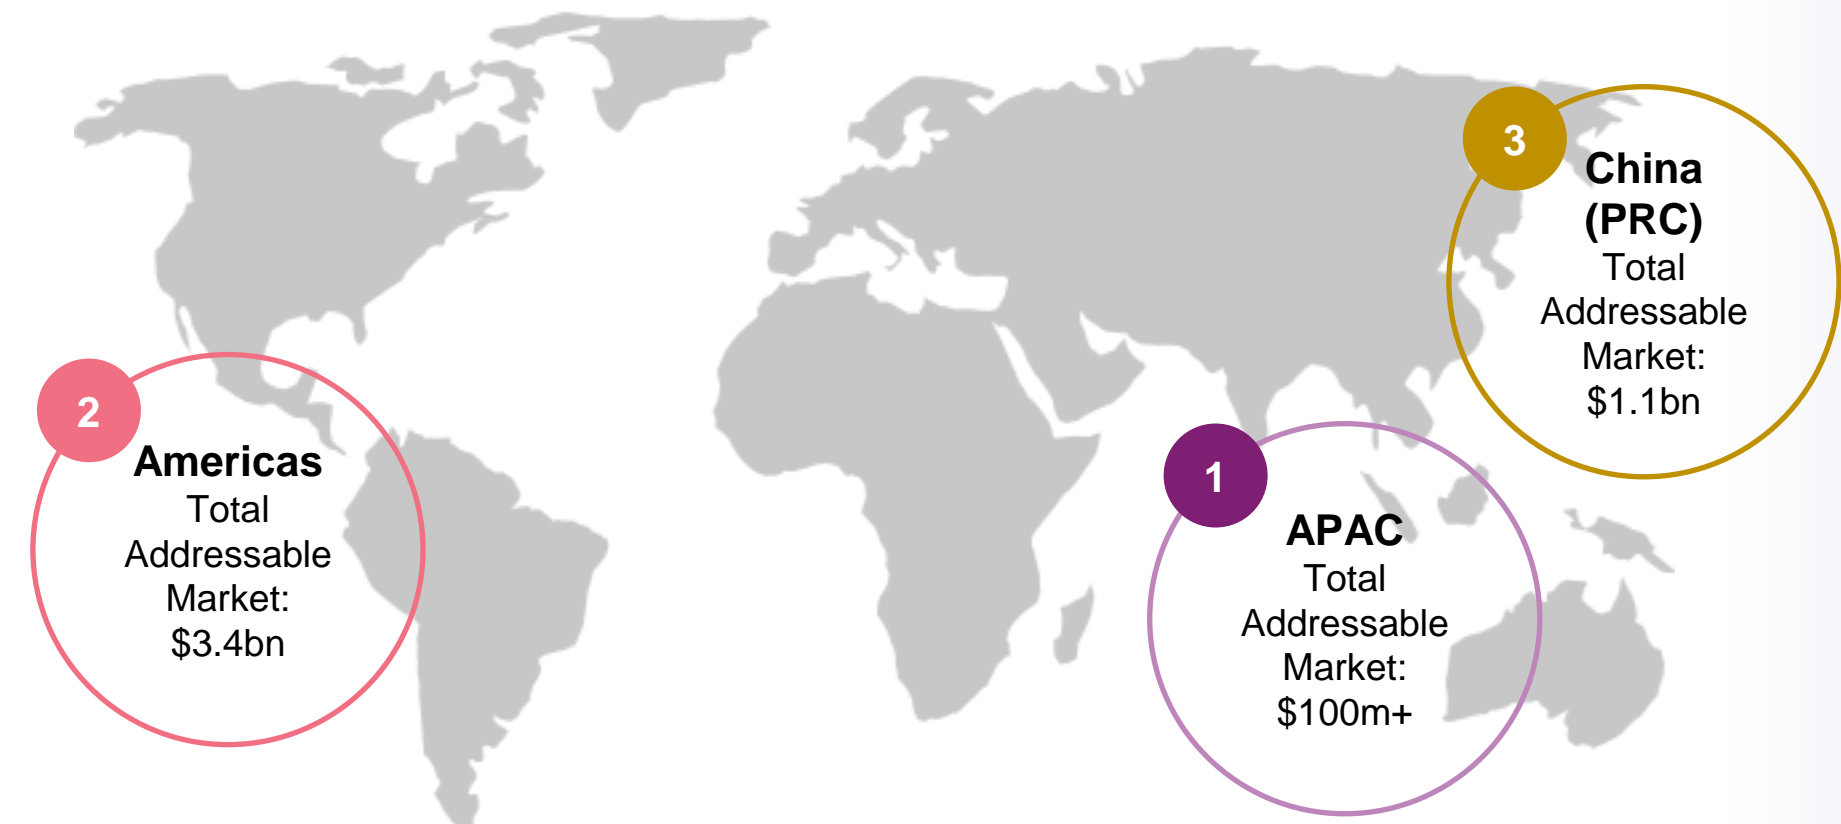 3
China
(PRC)
Total
Addressable
Market:
$1.1bn
2
Americas
Total
Addressable
Market:
$3.4bn
1
APAC
Total
Addressable
Market:
$100m+